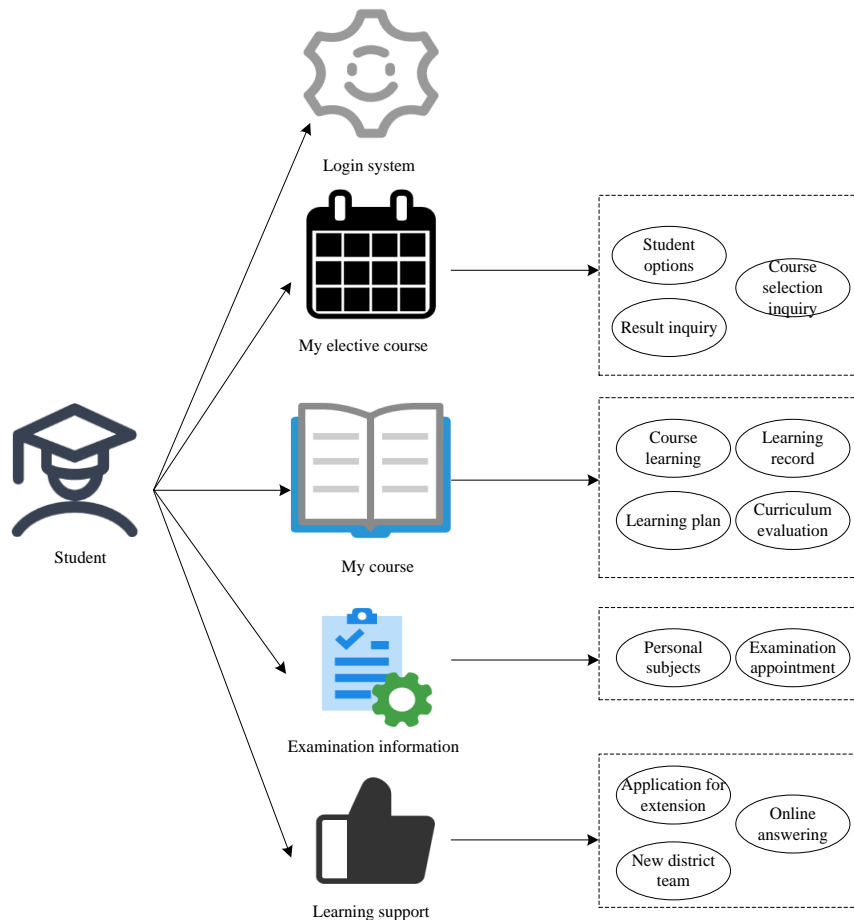 Login system
Student
options
Course
selection
inquiry
Result inquiry
My elective course
Course
learning
Learning
record
Learning plan
Curriculum
evaluation
Student
My course
Personal
subjects
Examination
appointment
Examination information
Application for
extension
Online
answering
New district
team
Learning support